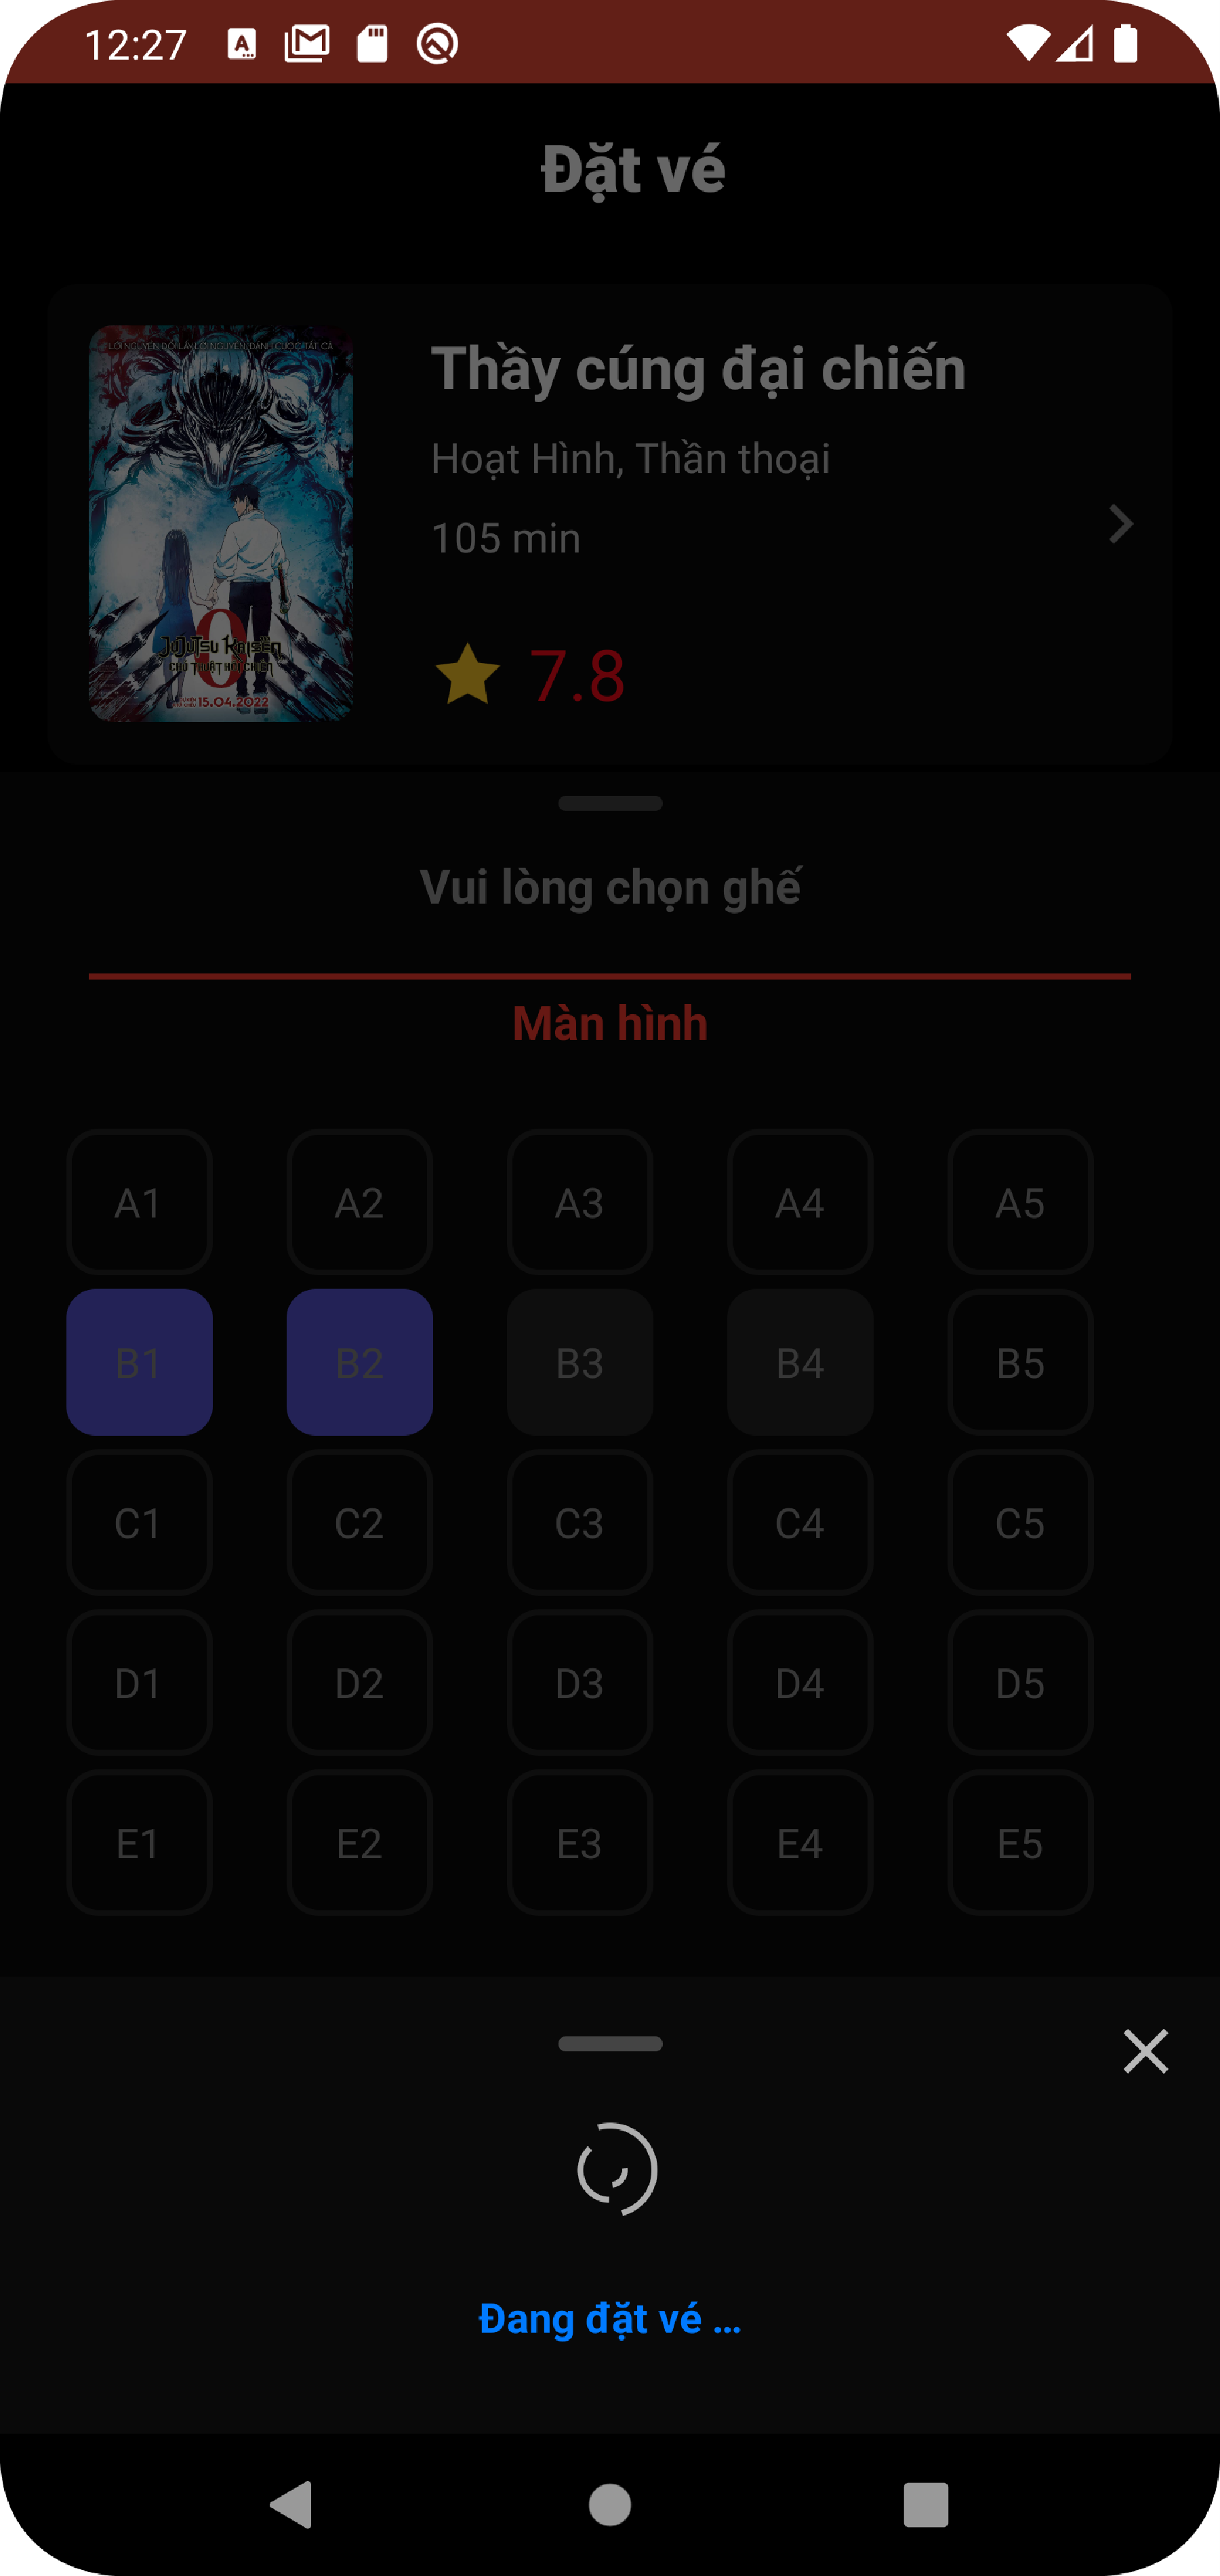 12:27
Đặt vé
LỜI NGUYỀN ĐỔI LẤY LỜI NGUYỀN, DÀNH CƯỢC TẤT CẢ
Thầy cúng đại chiến
Hoạt Hình, Thần thoại
105 min
0
JUJUTSU KAISEN
CHÚ THUẬT HỒI CHIẾN
15.04.2022
7.8
Vui lòng chọn ghế
Màn hình
A1 A2 A3 A4 A5
B1 B2 B3 B4 B5
C1 C2 C3 C4 C5
D1 D2 D3 D4 D5
E1 E2 E3 E4 E5
Đang đặt vé ...